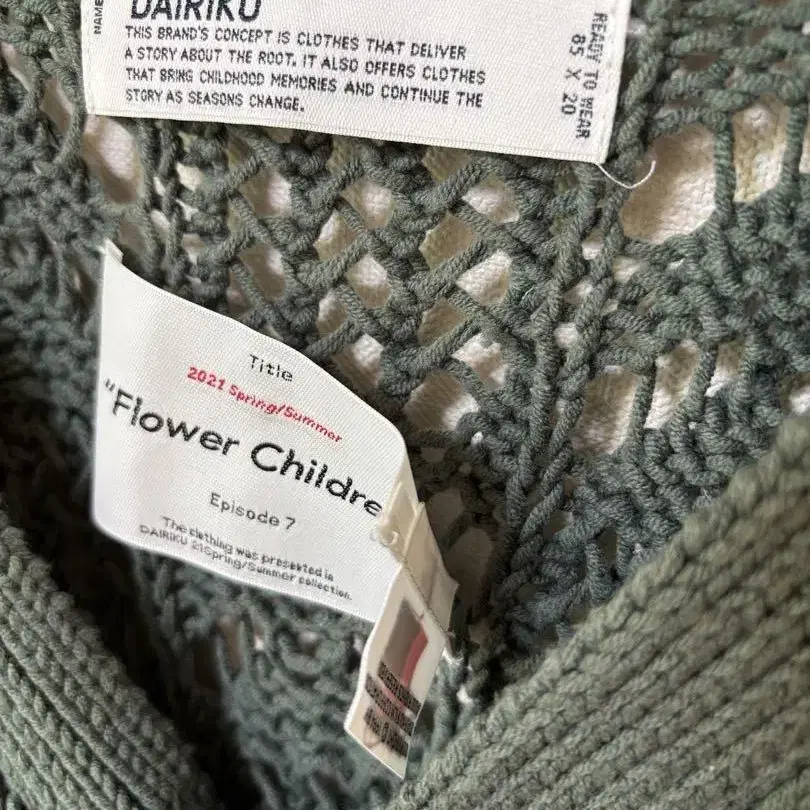 NAME
DAIRIKU
THIS BRAND'S CONCEPT IS CLOTHES THAT DELIVER
A STORY ABOUT THE ROOT. IT ALSO OFFERS CLOTHES
THAT BRING CHILDHOOD MEMORIES AND CONTINUE THE
STORY AS SEASONS CHANGE.
READY TO WEAR
85 X 20
Title
2021 Spring/Summer
"Flower Childre
Episode 7
The clothing was presented in
DAIRIKU 21Spring/Summer collection.